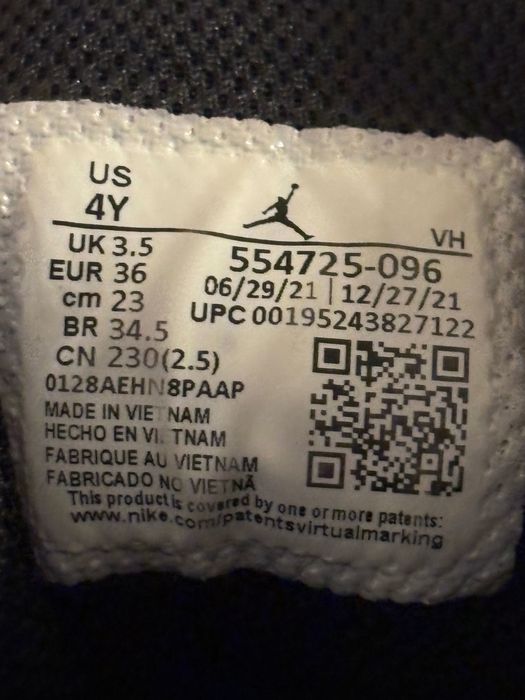 US
4Y
VH
UK 3.5
554725-096
EUR 36
06/29/21 | 12/27/21
cm 23
UPC 00195243827122
BR 34.5
CN 230(2.5)
0128AEHN8PAAP
MADE IN VIETNAM
HECHO EN VIETNAM
FABRIQUE AU VIETNAM
FABRICADO NO VIETNÃ
This product is covered by one or more patents:
www.nike.com/patentsvirtualmarking